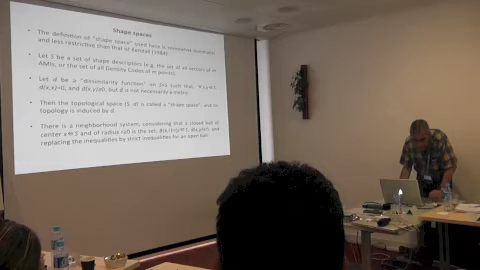 Shape spaces
The definition of "shape space" used here is somewhat
and less restrictive than that of Kendall (1984).
Let S be a set of shape descriptors (e.g. the set of all vectors of
AMIs, or the set of all Density Codes of m points).
Let d be a "dissimilarity function" on S×S such that
d(x,x)=0, and d(x,y)≥0, but d is not necessarily a metric.
Then the topological space (S, d) is called a "shape space", and
topology is induced by d.
There is a neighborhood system, considering that a closed ball of
center x∈S and of radius r≥0 is the set;
replacing the inequalities by strict inequalities for an open ball.